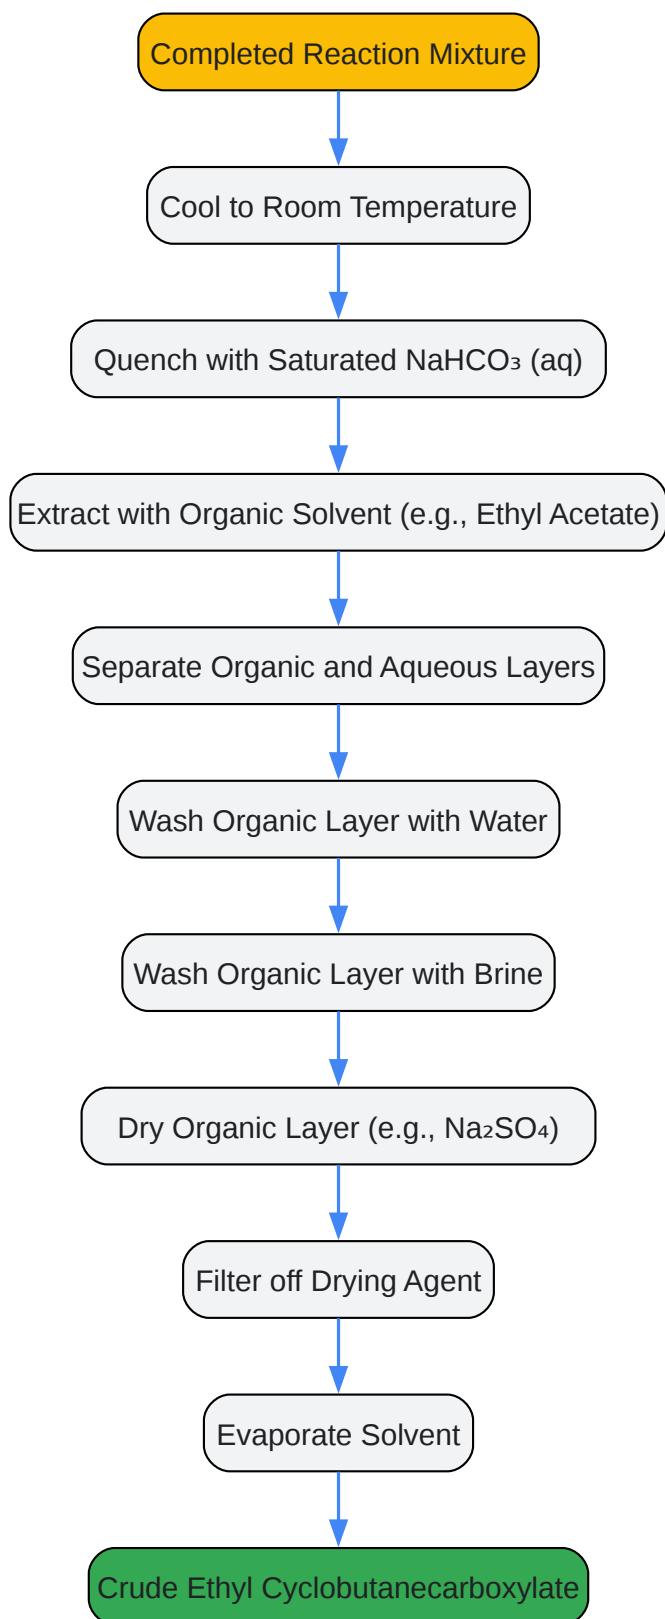 Completed Reaction Mixture
Cool to Room Temperature
Quench with Saturated NaHCO₃ (aq)
Extract with Organic Solvent (e.g., Ethyl Acetate)
Separate Organic and Aqueous Layers
Wash Organic Layer with Water
Wash Organic Layer with Brine
Dry Organic Layer (e.g., Na₂SO₄)
Filter off Drying Agent
Evaporate Solvent
Crude Ethyl Cyclobutanecarboxylate